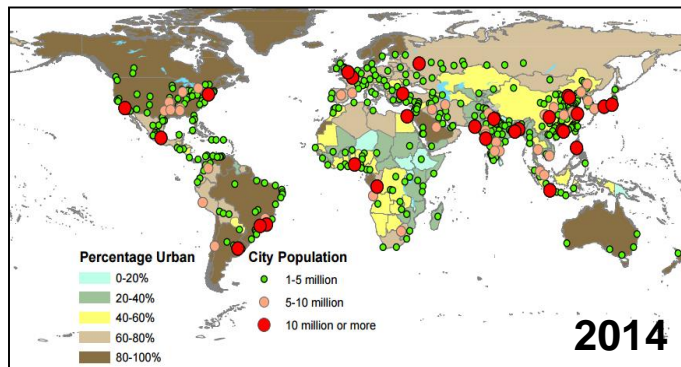 Percentage Urban
0-20%
20-40%
40-60%
60-80%
80-100%
City Population
1-5 million
5-10 million
10 million or more
2014